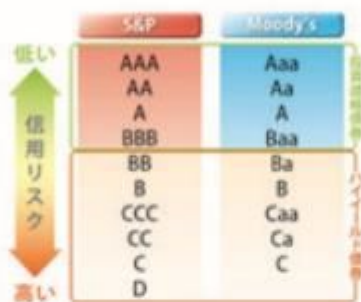 S&P Moody's
低い
AAA Aaa
AA Aa
A A
BBB Baa
BB Ba
B B
CCC Caa
CC Ca
C C
D
高い
信用リスク